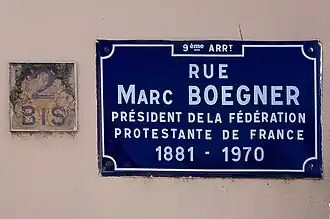 2
BIS
9ème ARRT
RUE
MARC BOEGNER
PRÉSIDENT DE LA FÉDÉRATION
PROTESTANTE DE FRANCE
1881 - 1970